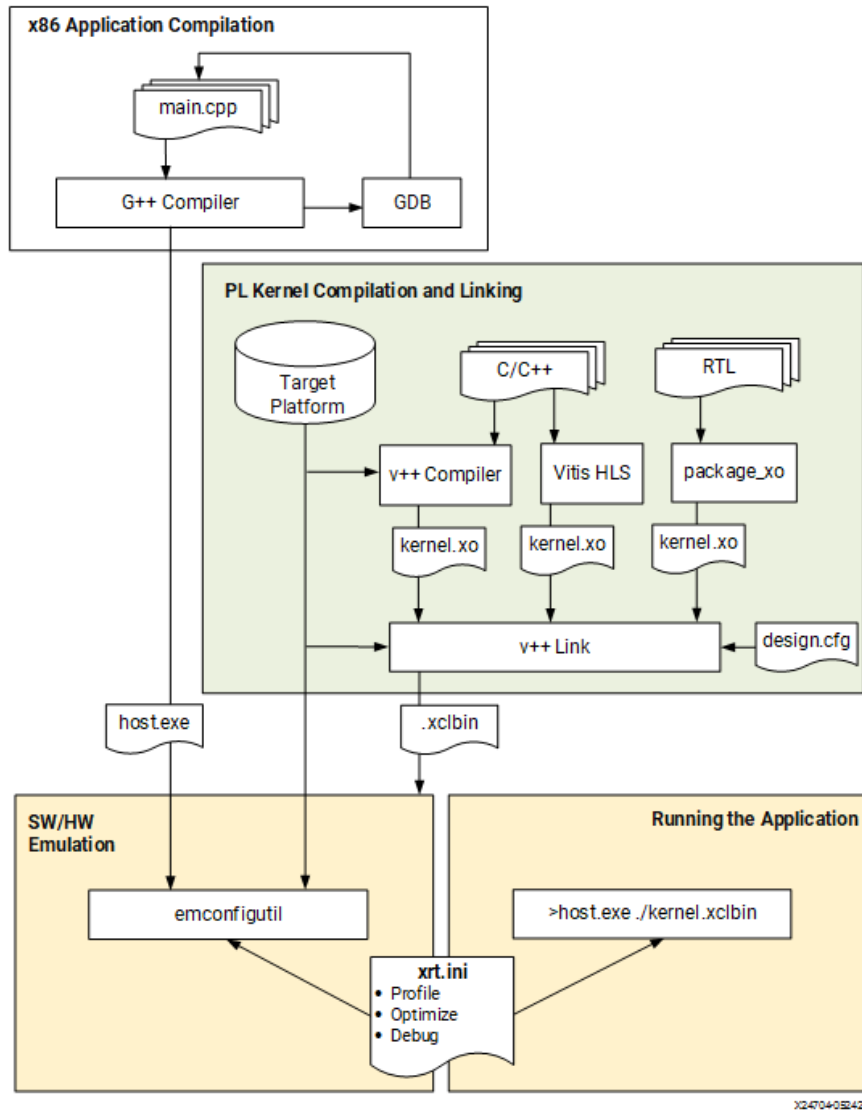 x86 Application Compilation
main.cpp
G++ Compiler
GDB
PL Kernel Compilation and Linking
Target
Platform
C/C++
RTL
v++ Compiler
Vitis HLS
package_xo
kernel.xo
kernel.xo
kernel.xo
v++ Link
design.cfg
host.exe
.xclbin
SW/HW
Emulation
Running the Application
emconfigutil
>host.exe ./kernel.xclbin
xrt.ini
• Profile
• Optimize
• Debug
X24704-05242